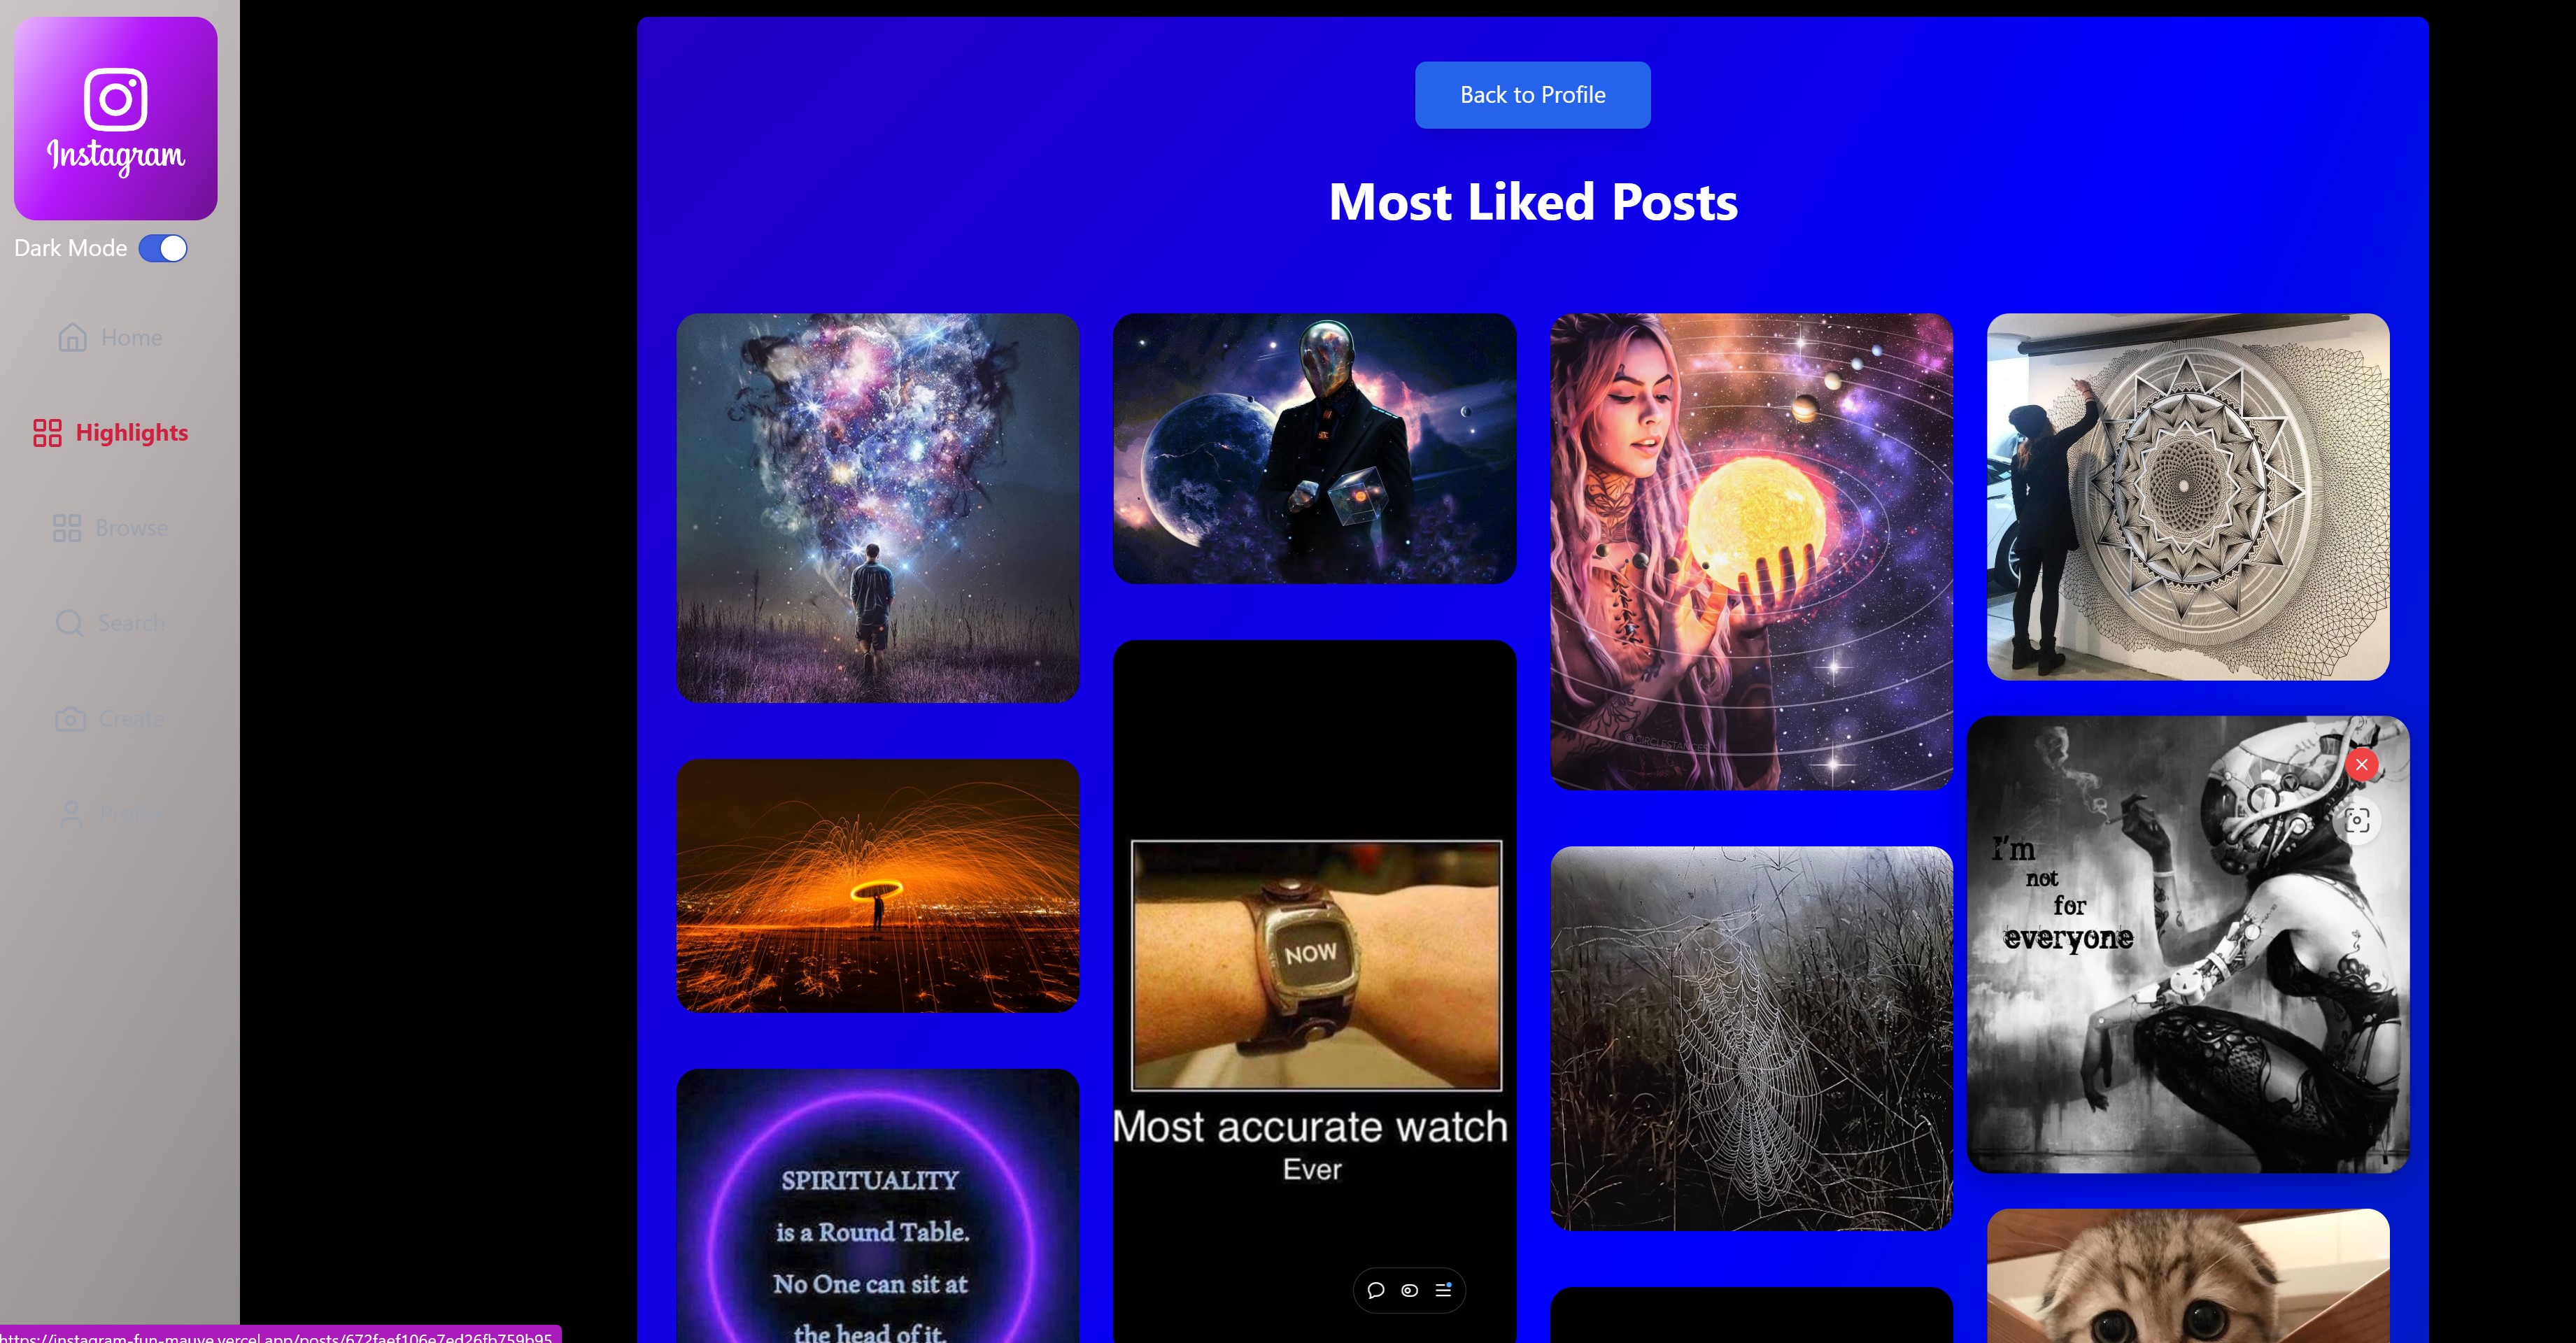 Instagram
Dark Mode
Home
Highlights
Browse
Search
Create
Profile
Back to Profile
Most Liked Posts
@CIRCLESTANCES
I'm
not
for
everyone
NOW
Most accurate watch
Ever
SPIRITUALITY
is a Round Table.
No One can sit at
the head of it.
https://instagram-fun-mauve.vercel.app/posts/672faef106e7ed26fb759b95